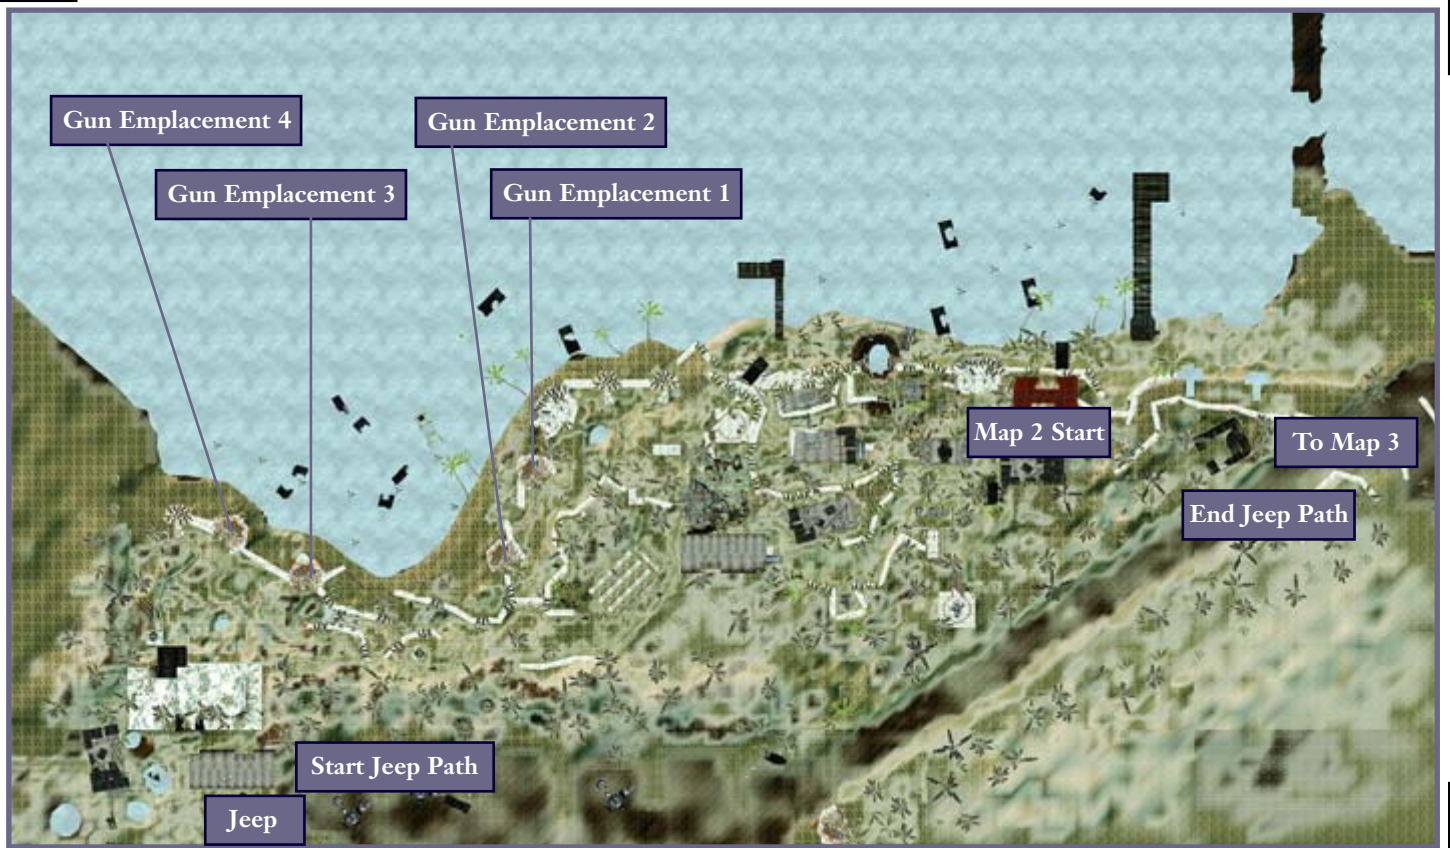 Gun Emplacement 4
Gun Emplacement 2
Gun Emplacement 3
Gun Emplacement 1
Map 2 Start
To Map 3
End Jeep Path
Start Jeep Path
Jeep